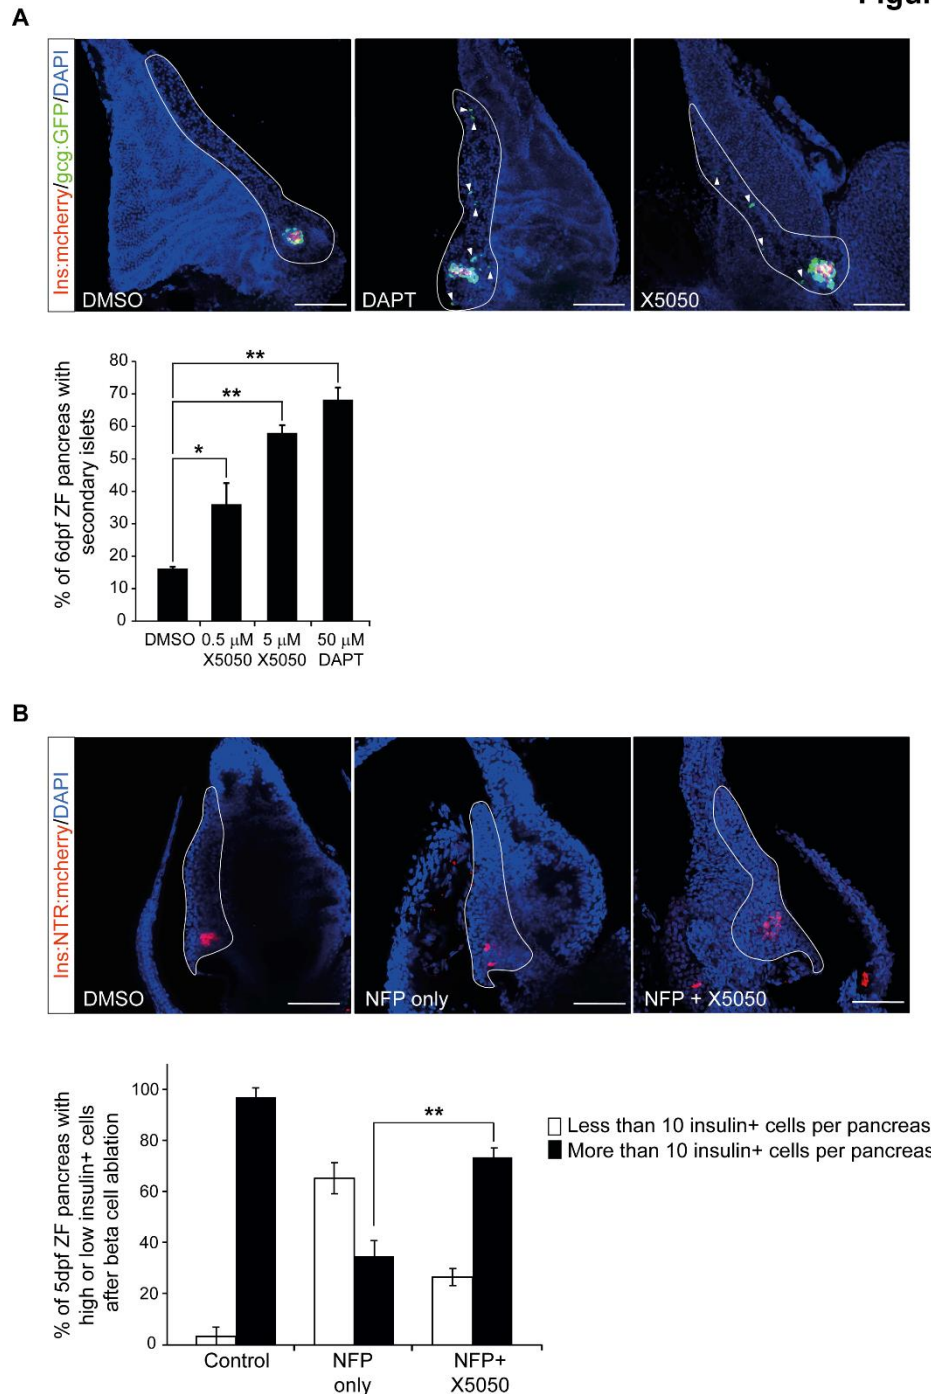 Figur
A
Ins:mcherry/gcg:GFP/DAPI
DMSO
DAPT
X5050
% of 6dpf ZF pancreas with
secondary islets
80
70
60
50
40
30
20
10
0
**
**
*
DMSO 0.5 μM 5 μM 50 μM
X5050 X5050 DAPT
B
Ins:NTR:mcherry/DAPI
DMSO
NFP only
NFP + X5050
% of 5dpf ZF pancreas with
high or low insulin+ cells
after beta cell ablation
100
80
60
40
20
0
**
Less than 10 insulin+ cells per pancreas
More than 10 insulin+ cells per pancreas
Control NFP NFP+
only X5050